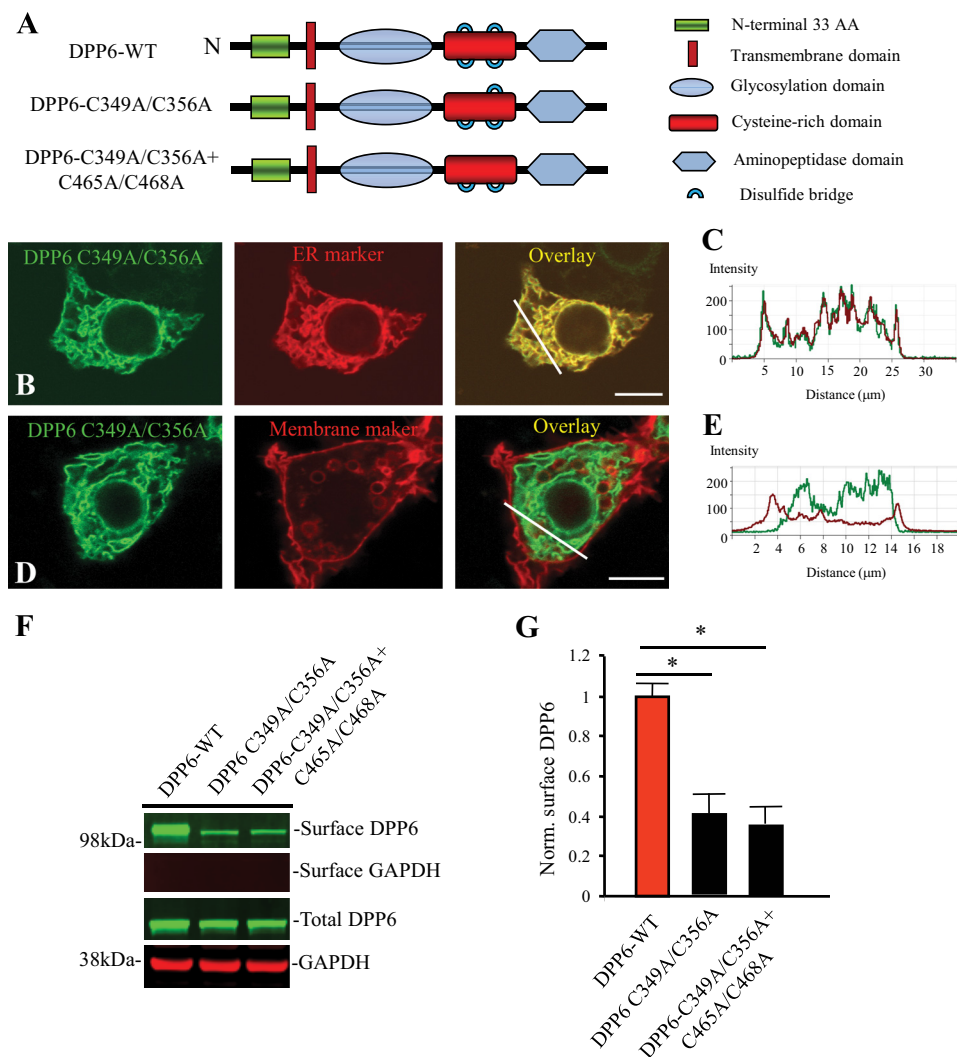 A
DPP6-WT
N
DPP6-C349A/C356A
DPP6-C349A/C356A+
C465A/C468A
N-terminal 33 AA
Transmembrane domain
Glycosylation domain
Cysteine-rich domain
Aminopeptidase domain
Disulfide bridge
DPP6 C349A/C356A
ER marker
Overlay
B
C
Intensity
200
100
0
5
10
15
20
25
30
Distance (μm)
DPP6 C349A/C356A
Membrane maker
Overlay
D
E
Intensity
200
100
0
2
4
6
8
10
12
14
16
18
Distance (μm)
F
DPP6-WT
DPP6 C349A/C356A
DPP6-C349A/C356A+
C465A/C468A
98kDa-
-Surface DPP6
-Surface GAPDH
-Total DPP6
38kDa-
-GAPDH
G
*
*
Norm. surface DPP6
1.2
1
0.8
0.6
0.4
0.2
0
DPP6-WT
DPP6 C349A/C356A
DPP6-C349A/C356A+
C465A/C468A